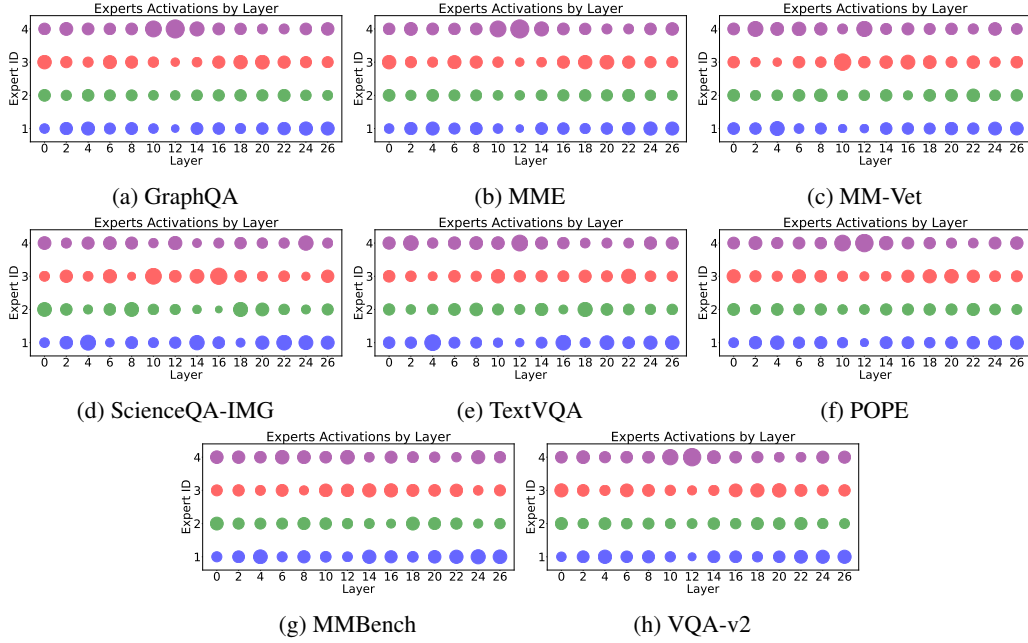 Experts Activations by Layer
Expert ID
4
3
2
1
0 2 4 6 8 10 12 14 16 18 20 22 24 26
Layer
(a) GraphQA
Experts Activations by Layer
Expert ID
4
3
2
1
0 2 4 6 8 10 12 14 16 18 20 22 24 26
Layer
(b) MME
Experts Activations by Layer
Expert ID
4
3
2
1
0 2 4 6 8 10 12 14 16 18 20 22 24 26
Layer
(c) MM-Vet
Experts Activations by Layer
Expert ID
4
3
2
1
0 2 4 6 8 10 12 14 16 18 20 22 24 26
Layer
(d) ScienceQA-IMG
Experts Activations by Layer
Expert ID
4
3
2
1
0 2 4 6 8 10 12 14 16 18 20 22 24 26
Layer
(e) TextVQA
Experts Activations by Layer
Expert ID
4
3
2
1
0 2 4 6 8 10 12 14 16 18 20 22 24 26
Layer
(f) POPE
Experts Activations by Layer
Expert ID
4
3
2
1
0 2 4 6 8 10 12 14 16 18 20 22 24 26
Layer
(g) MMBench
Experts Activations by Layer
Expert ID
4
3
2
1
0 2 4 6 8 10 12 14 16 18 20 22 24 26
Layer
(h) VQA-v2